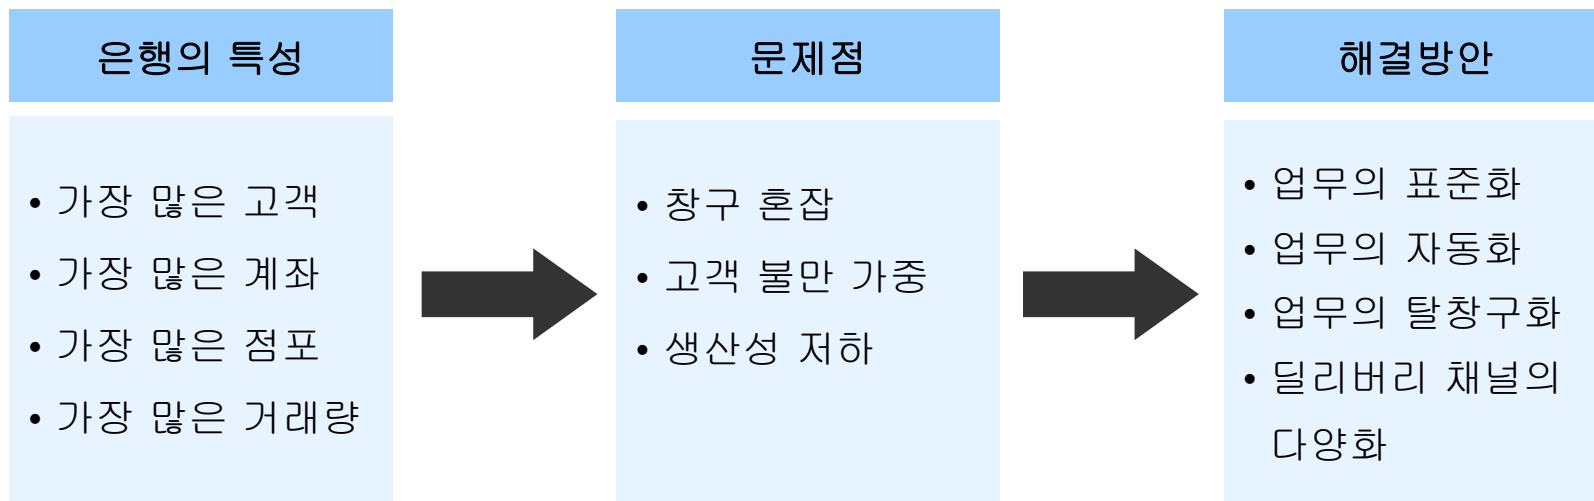 은행의 특성
• 가장 많은 고객
• 가장 많은 계좌
• 가장 많은 점포
• 가장 많은 거래량
문제점
• 창구 혼잡
• 고객 불만 가중
• 생산성 저하
해결방안
• 업무의 표준화
• 업무의 자동화
• 업무의 탈창구화
• 딜리버리 채널의
다양화